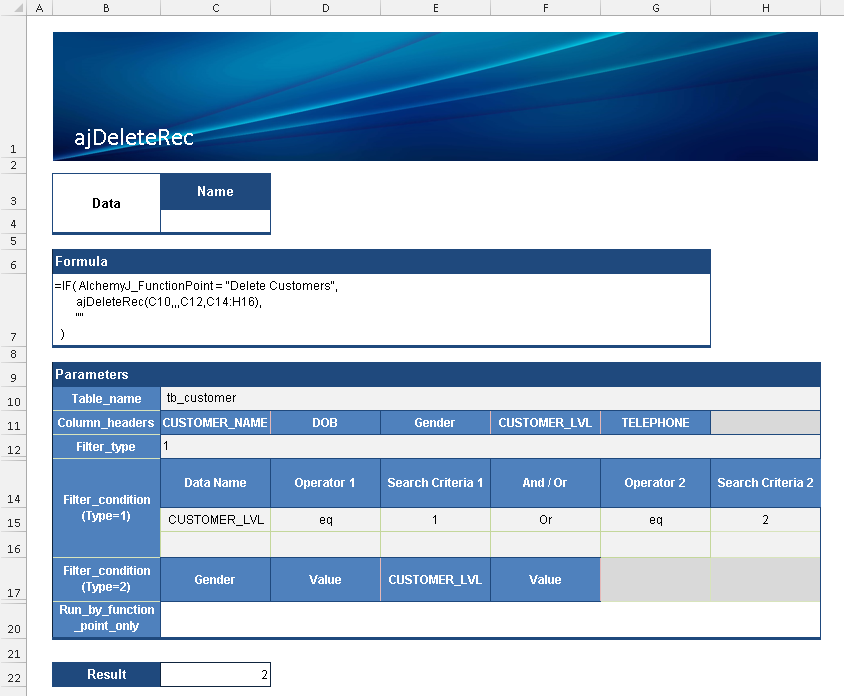 A B C D E F G H
1 ajDeleteRec
2
3 Data Name
4
5
6 Formula
=IF( AlchemyJ_FunctionPoint = "Delete Customers",
ajDeleteRec(C10,,,C12,C14:H16),
""
7 )
8
9 Parameters
10 Table_name tb_customer
11 Column_headers CUSTOMER_NAME DOB Gender CUSTOMER_LVL TELEPHONE
12 Filter_type 1
14 Data Name Operator 1 Search Criteria 1 And / Or Operator 2 Search Criteria 2
Filter_condition
(Type=1)
15 CUSTOMER_LVL eq 1 Or eq 2
16
Filter_condition
(Type=2)
17 Gender Value CUSTOMER_LVL Value
Run_by_function
_point_only
20
21
22 Result 2